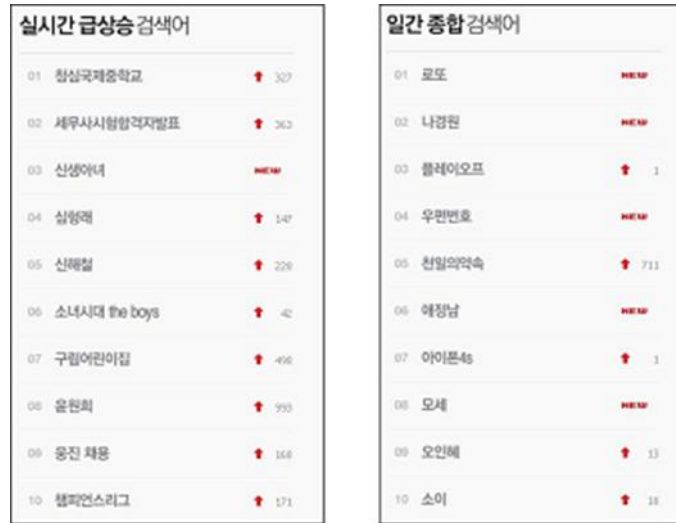 실시간 급상승 검색어
01 청심국제중학교 327
02 세무사시험합격자발표 363
03 신생아녀 NEW
04 심형래 147
05 신해철 220
06 소녀시대 the boys 42
07 구립어린이집 490
08 윤원희 993
09 웅진 채용 160
10 챔피언스리그 171
일간 종합 검색어
01 로또 NEW
02 나경원 NEW
03 플레이오프 1
04 우편번호 NEW
05 천일의약속 711
06 애정남 NEW
07 아이폰4s 1
08 모세 NEW
09 오인혜 13
10 소이 18